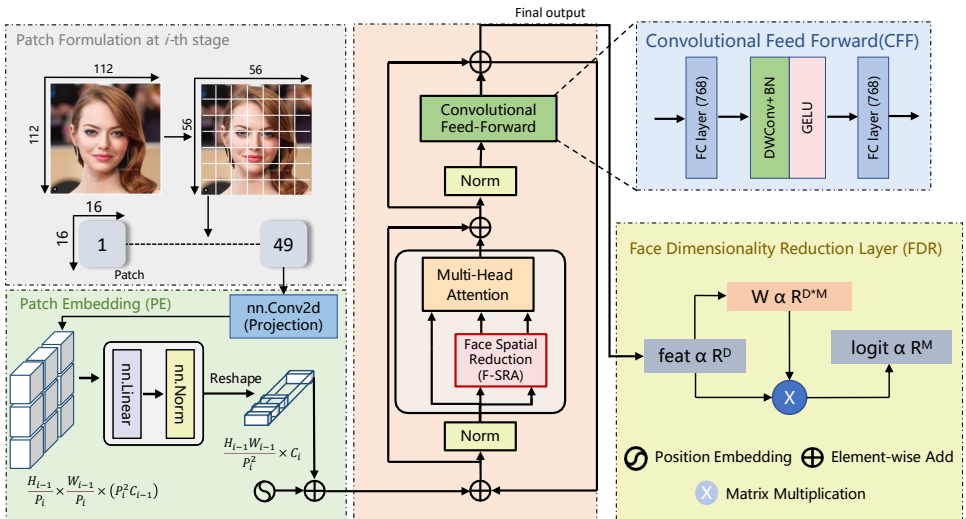 Final output
Patch Formulation at i-th stage
112
112
56
56
16
16
1
49
Patch
Patch Embedding (PE)
nn.Conv2d
(Projection)
nn.Linear
nn.Norm
Reshape
H_{i-1}/P_i × W_{i-1}/P_i × (P_i^2 C_{i-1})
H_{i-1}W_{i-1}/P_i^2 × C_i
Convolutional
Feed-Forward
Norm
Multi-Head
Attention
Face Spatial
Reduction
(F-SRA)
Norm
Convolutional Feed Forward(CFF)
FC layer (768)
DWConv+BN
GELU
FC layer (768)
Face Dimensionality Reduction Layer (FDR)
W α R^{D*M}
feat α R^D
logit α R^M
X
Position Embedding
Element-wise Add
X
Matrix Multiplication